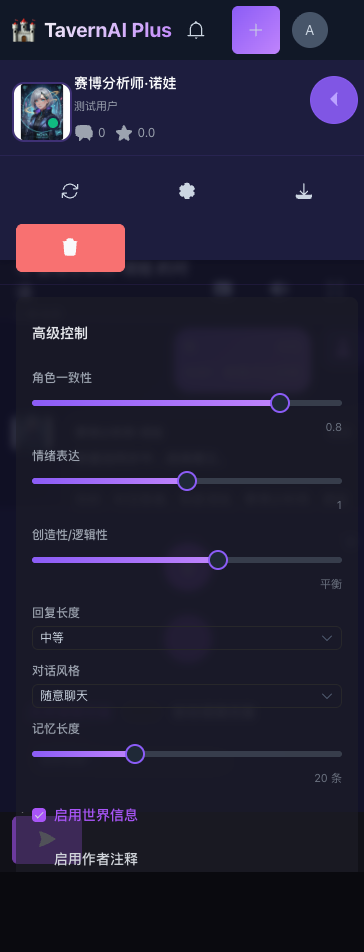 TavernAI Plus
A
赛博分析师·诺娃
测试用户
0 0.0
高级控制
角色一致性
0.8
情绪表达
1
创造性/逻辑性
平衡
回复长度
中等
对话风格
随意聊天
记忆长度
20 条
启用世界信息
启用作者注释